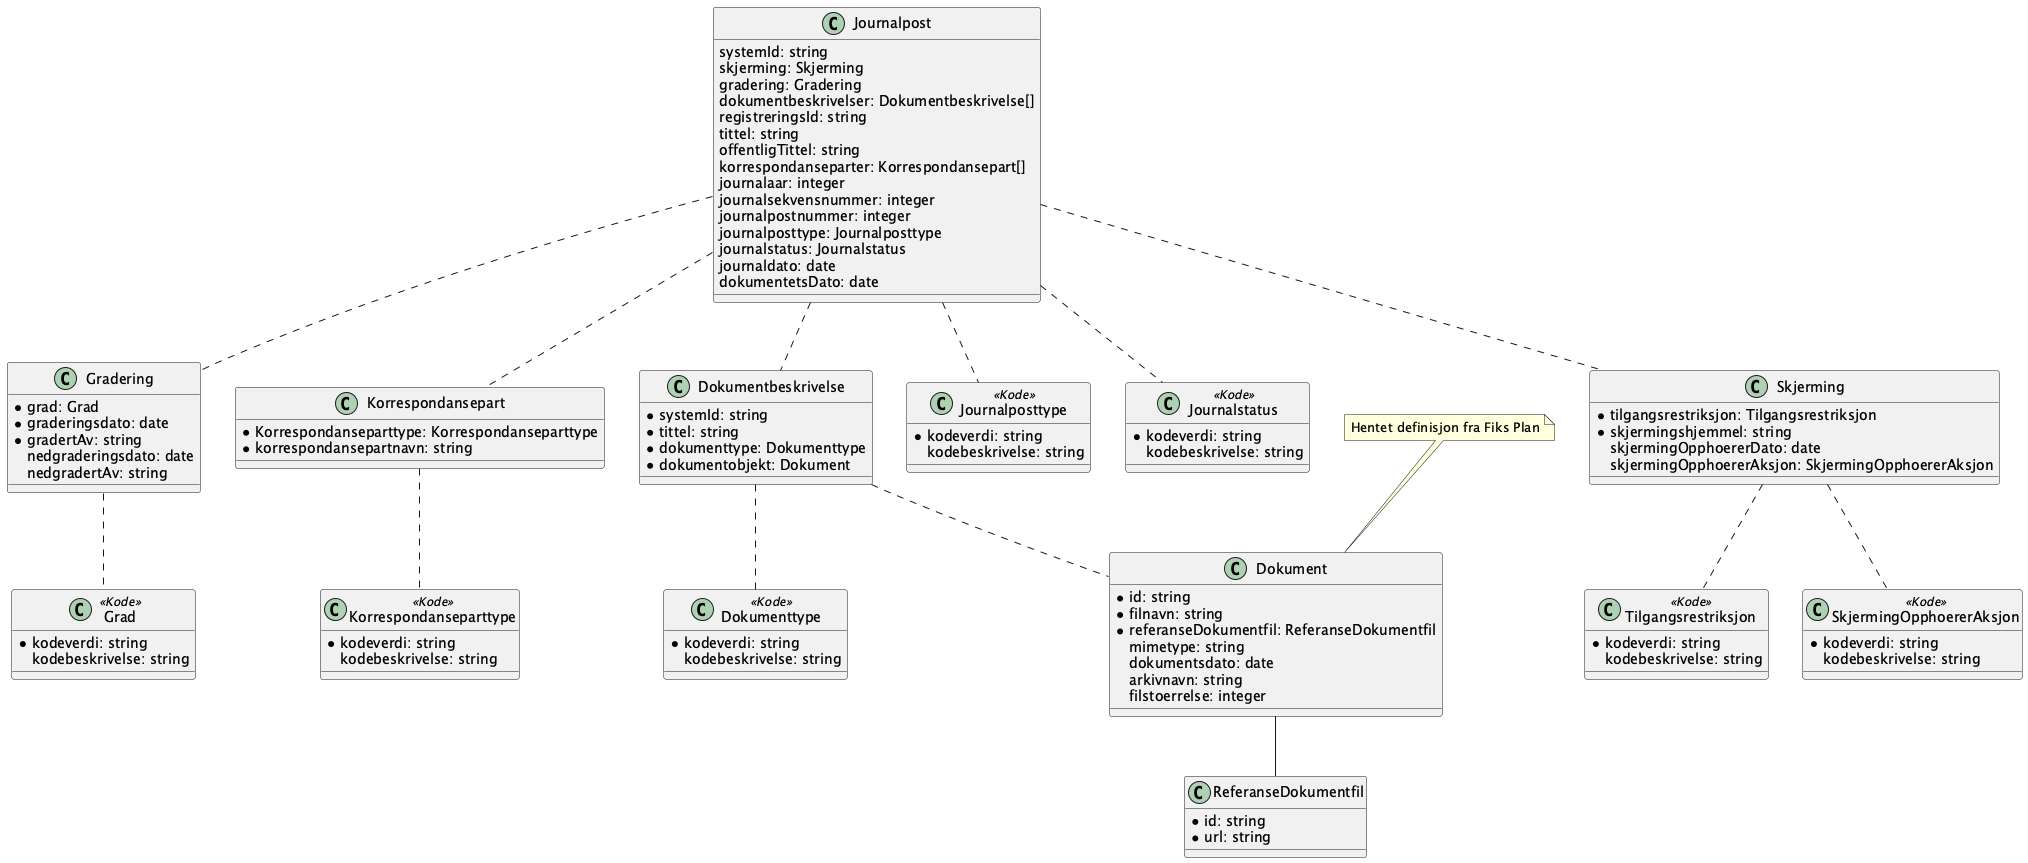 C Journalpost
systemId: string
skjerming: Skjerming
gradering: Gradering
dokumentbeskrivelser: Dokumentbeskrivelse[]
registreringsId: string
tittel: string
offentligTittel: string
korrespondanseparter: Korrespondansepart[]
journalaar: integer
journalsekvensnummer: integer
journalpostnummer: integer
journalposttype: Journalposttype
journalstatus: Journalstatus
journaldato: date
dokumentetsDato: date
C Gradering
grad: Grad
graderingsdato: date
gradertAv: string
nedgraderingsdato: date
nedgradertAv: string
C Korrespondansepart
Korrespondanseparttype: Korrespondanseparttype
korrespondansepartnavn: string
C Dokumentbeskrivelse
systemId: string
tittel: string
dokumenttype: Dokumenttype
dokumentobjekt: Dokument
«Kode»
C Journalposttype
kodeverdi: string
kodebeskrivelse: string
«Kode»
C Journalstatus
kodeverdi: string
kodebeskrivelse: string
Hentet definisjon fra Fiks Plan
C Skjerming
tilgangsrestriksjon: Tilgangsrestriksjon
skjermingshjemmel: string
skjermingOpphoererDato: date
skjermingOpphoererAksjon: SkjermingOpphoererAksjon
«Kode»
C Grad
kodeverdi: string
kodebeskrivelse: string
«Kode»
C Korrespondanseparttype
kodeverdi: string
kodebeskrivelse: string
«Kode»
C Dokumenttype
kodeverdi: string
kodebeskrivelse: string
C Dokument
id: string
filnavn: string
referanseDokumentfil: ReferanseDokumentfil
mimetype: string
dokumentsdato: date
arkivnavn: string
filstoerrelse: integer
«Kode»
C Tilgangsrestriksjon
kodeverdi: string
kodebeskrivelse: string
«Kode»
C SkjermingOpphoererAksjon
kodeverdi: string
kodebeskrivelse: string
C ReferanseDokumentfil
id: string
url: string